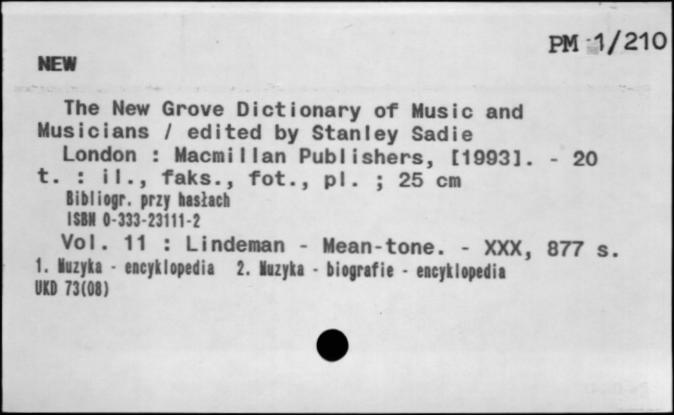 PM 1/210
NEW
The New Grove Dictionary of Music and
Musicians / edited by Stanley Sadie
London : Macmillan Publishers, [1993]. - 20
t. : il., faks., fot., pl. ; 25 cm
Bibliogr. przy hasłach
ISBN 0-333-23111-2
Vol. 11 : Lindeman - Mean-tone. - XXX, 877 s.
1. Muzyka - encyklopedia 2. Muzyka - biografie - encyklopedia
UKD 73(08)